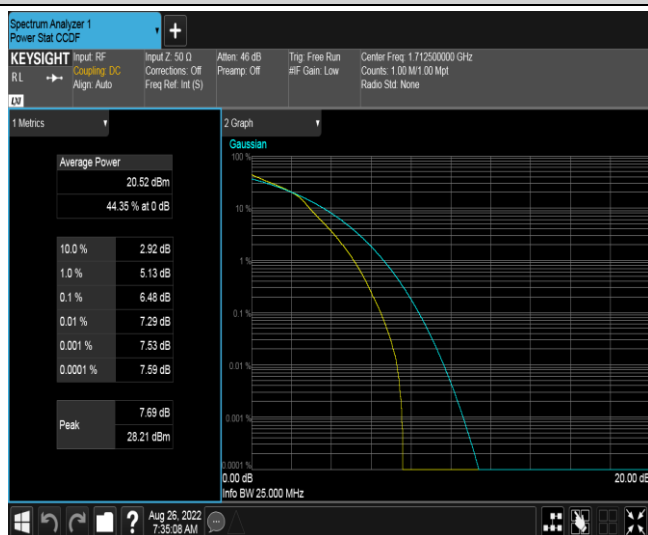 Spectrum Analyzer 1
Power Stat CCDF
KEYSIGHT
RL
LXI
Input: RF
Coupling: DC
Align: Auto
Input Z: 50 Ω
Corrections: Off
Freq Ref: Int (S)
Atten: 46 dB
Preamp: Off
Trig: Free Run
#IF Gain: Low
Center Freq: 1.712500000 GHz
Counts: 1.00 M/1.00 Mpt
Radio Std: None
1 Metrics
Average Power
20.52 dBm
44.35 % at 0 dB
10.0 % 2.92 dB
1.0 % 5.13 dB
0.1 % 6.48 dB
0.01 % 7.29 dB
0.001 % 7.53 dB
0.0001 % 7.59 dB
Peak
7.69 dB
28.21 dBm
2 Graph
Gaussian
100 %
10 %
1 %
0.1 %
0.01 %
0.001 %
0.0001 %
0.00 dB
20.00 dB
Info BW 25.000 MHz
?
Aug 26, 2022
7:35:08 AM